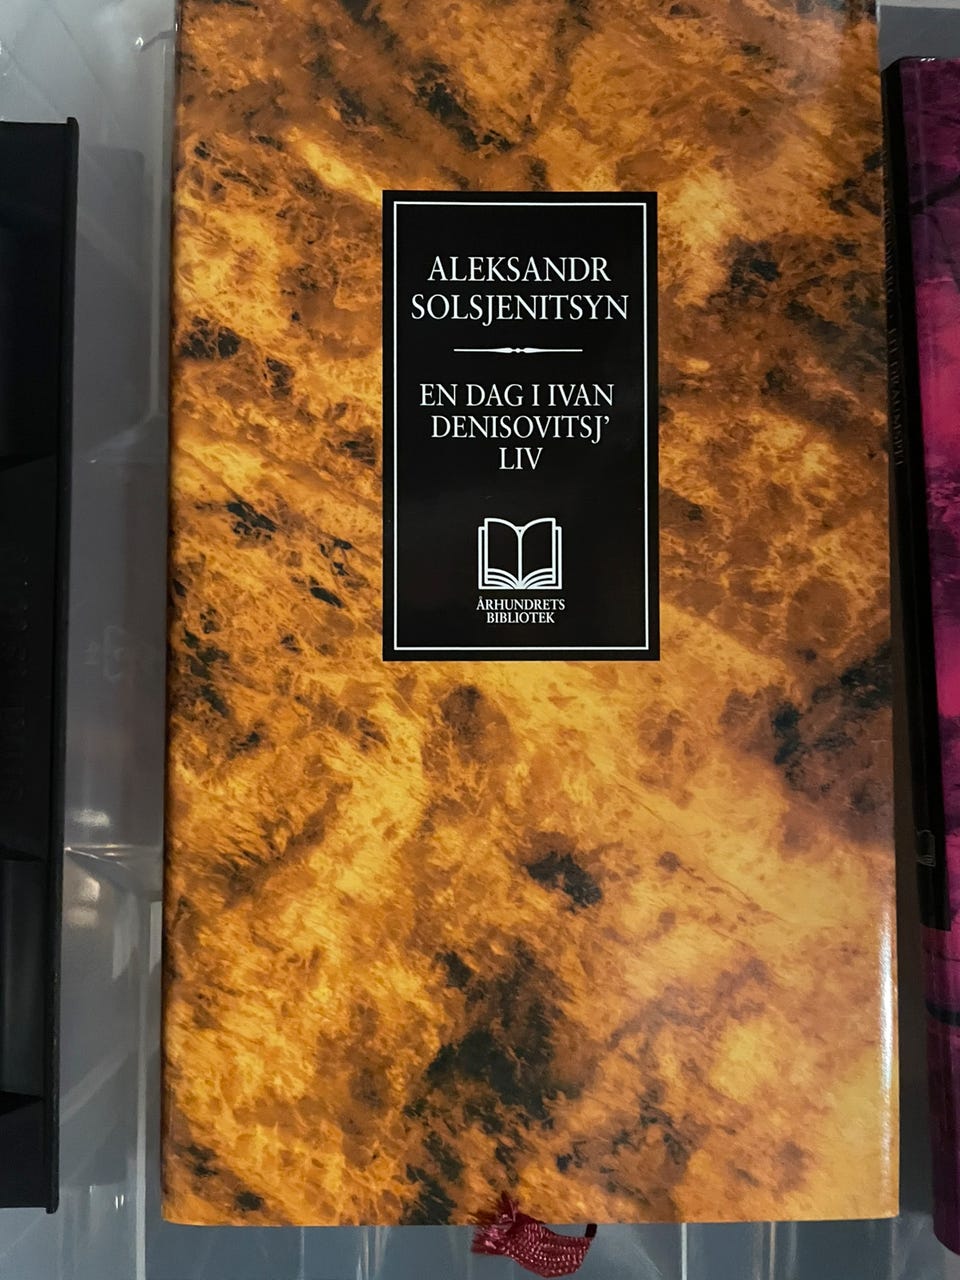 ALEKSANDR
SOLSJENITSYN
EN DAG I IVAN
DENISOVITSJ'
LIV
ÅRHUNDRETS
BIBLIOTEK